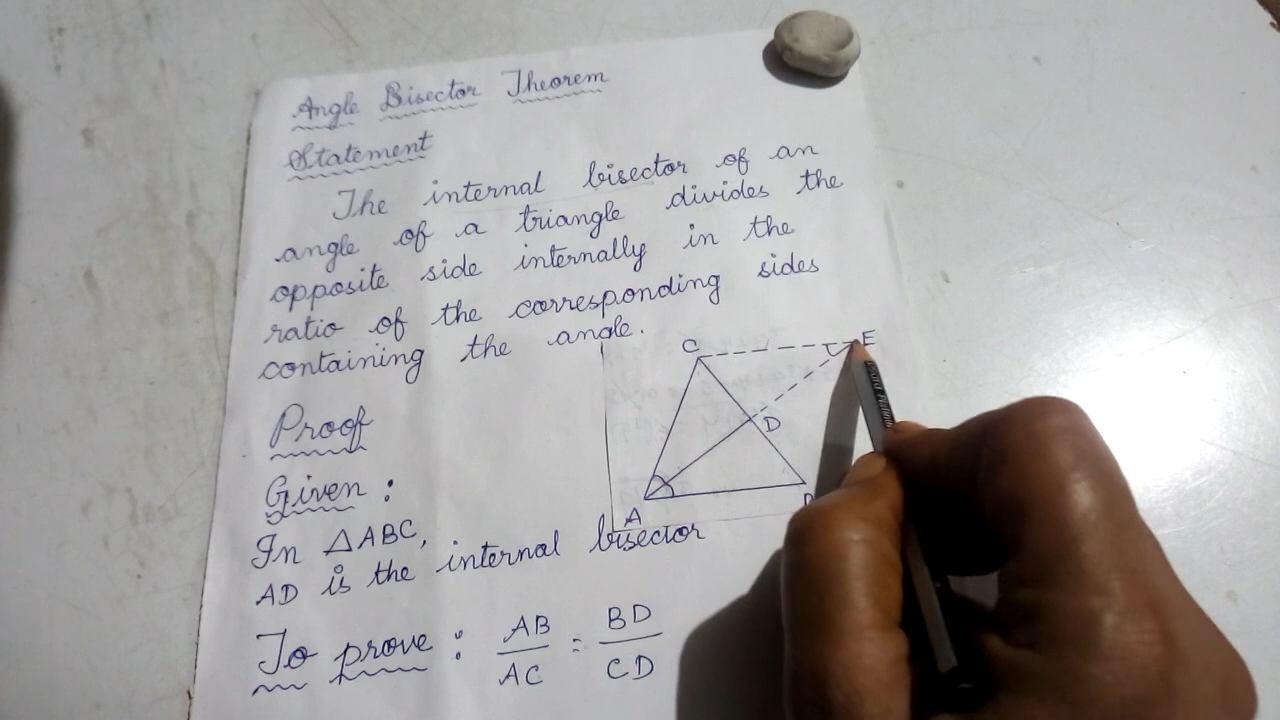 Angle Bisector Theorem
Statement
The internal bisector of an
angle of a triangle divides the
opposite side internally in the
ratio of the corresponding sides
containing the angle.
C
E
D
A
Proof
Given :
In △ABC,
AD is the internal bisector
To prove : AB/AC = BD/CD